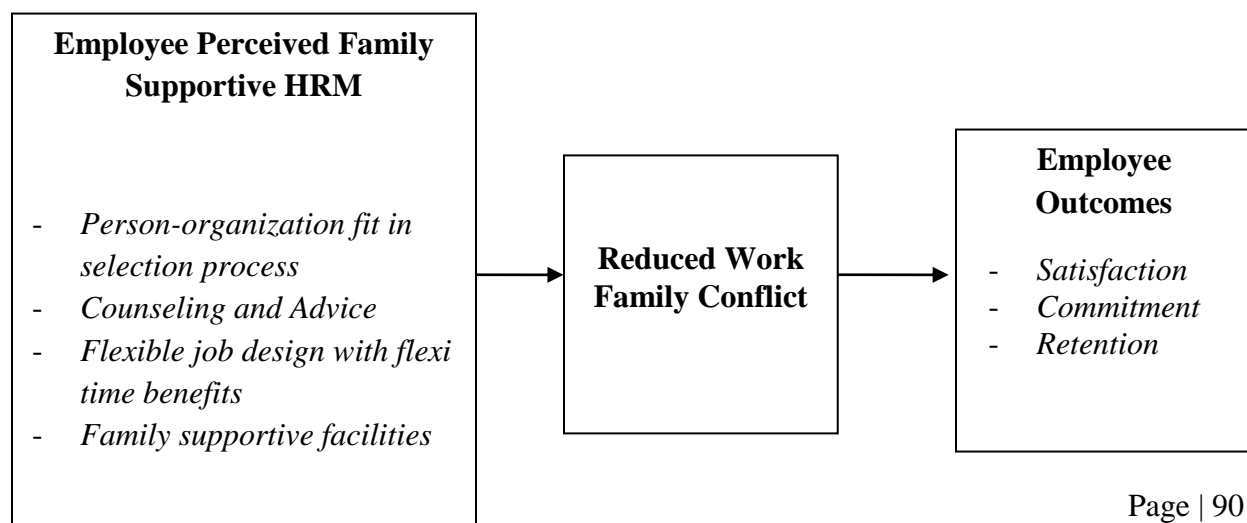 Employee Perceived Family
Supportive HRM
- Person-organization fit in
selection process
- Counseling and Advice
- Flexible job design with flexi
time benefits
- Family supportive facilities
Reduced Work
Family Conflict
Employee
Outcomes
- Satisfaction
- Commitment
- Retention
Page | 90